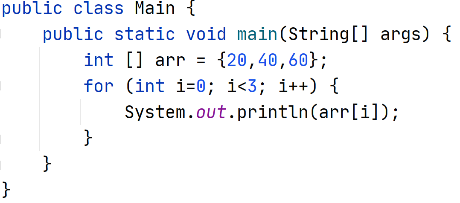 public class Main {
    public static void main(String[] args) {
        int [] arr = {20,40,60};
        for (int i=0; i<3; i++) {
            System.out.println(arr[i]);
        }
    }
}